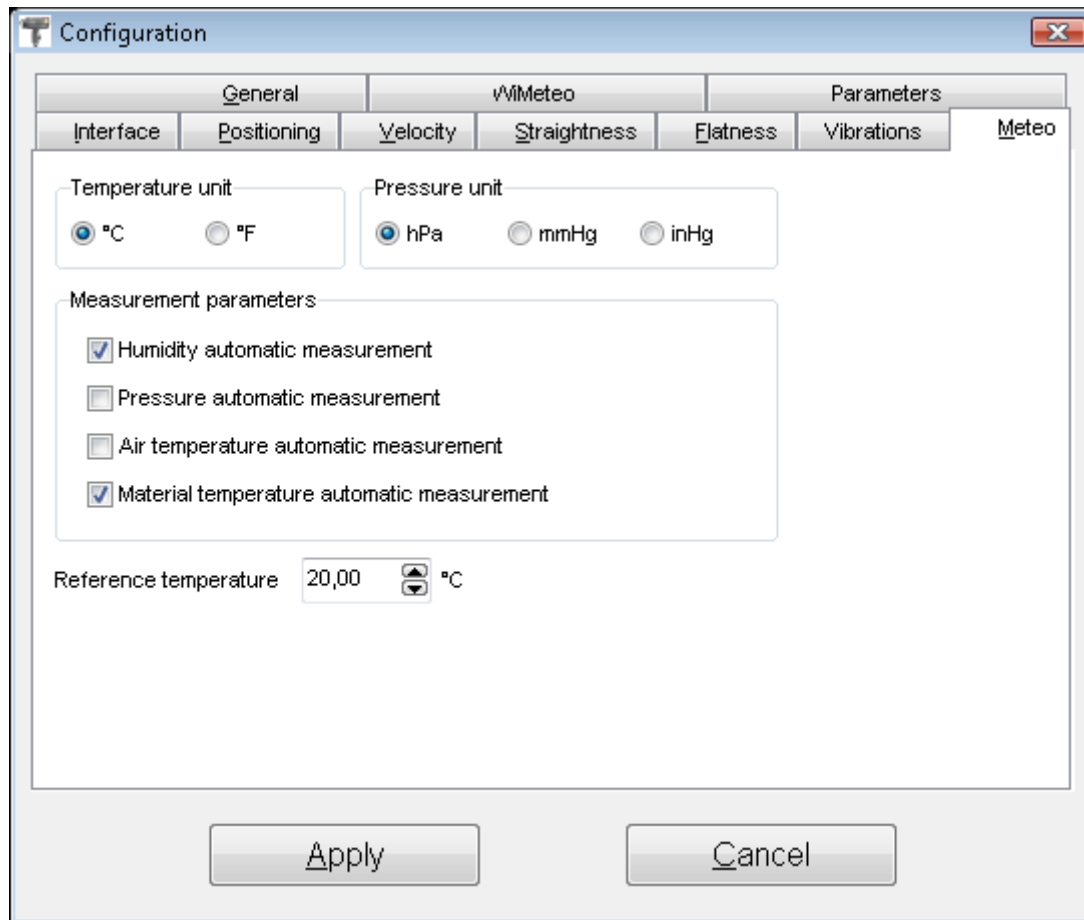 Configuration
General WiMeteo Parameters
Interface Positioning Velocity Straightness Flatness Vibrations Meteo
Temperature unit Pressure unit
°C °F hPa mmHg inHg
Measurement parameters
Humidity automatic measurement
Pressure automatic measurement
Air temperature automatic measurement
Material temperature automatic measurement
Reference temperature 20,00 °C
Apply Cancel